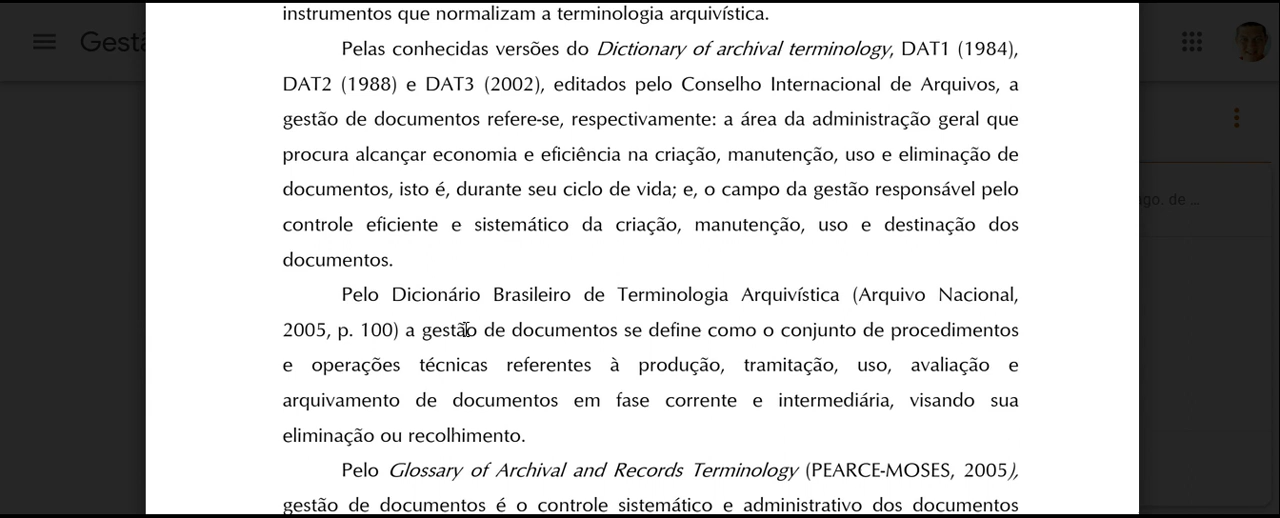 instrumentos que normalizam a terminologia arquivística.
Gestã
Pelas conhecidas versões do Dictionary of archival terminology, DAT1 (1984),
DAT2 (1988) e DAT3 (2002), editados pelo Conselho Internacional de Arquivos, a
gestão de documentos refere-se, respectivamente: a área da administração geral que
procura alcançar economia e eficiência na criação, manutenção, uso e eliminação de
documentos, isto é, durante seu ciclo de vida; e, o campo da gestão responsável pelo
ago. de ...
controle eficiente e sistemático da criação, manutenção, uso e destinação dos
documentos.
Pelo Dicionário Brasileiro de Terminologia Arquivística (Arquivo Nacional,
2005, p. 100) a gestão de documentos se define como o conjunto de procedimentos
e operações técnicas referentes à produção, tramitação, uso, avaliação e
arquivamento de documentos em fase corrente e intermediária, visando sua
eliminação ou recolhimento.
Pelo Glossary of Archival and Records Terminology (PEARCE-MOSES, 2005),
gestão de documentos é o controle sistemático e administrativo dos documentos